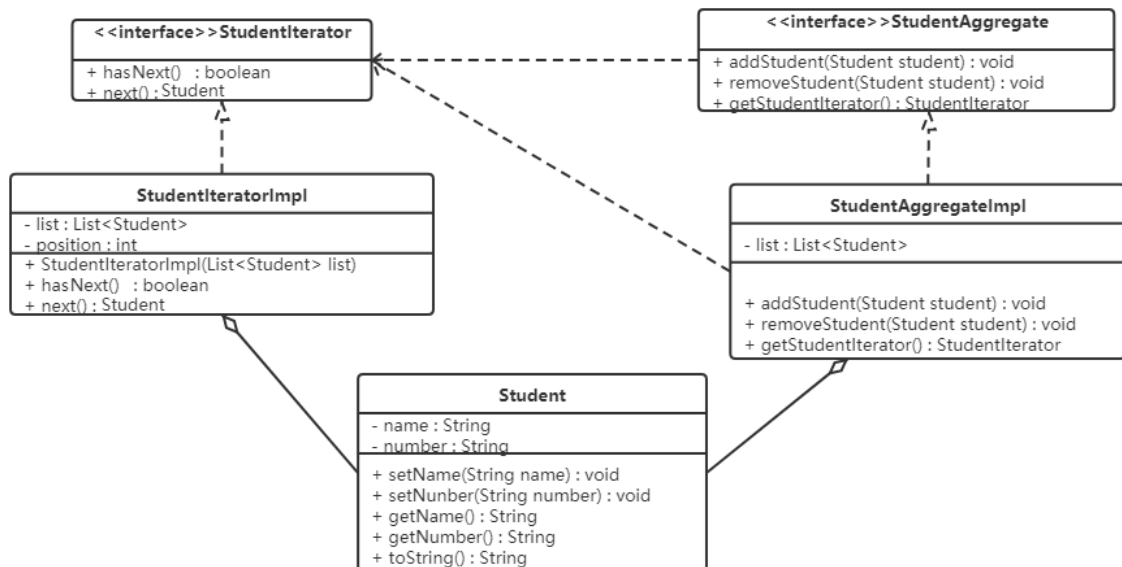 <<interface>>StudentIterator
+ hasNext() : boolean
+ next() : Student
<<interface>>StudentAggregate
+ addStudent(Student student) : void
+ removeStudent(Student student) : void
+ getStudentIterator() : StudentIterator
StudentIteratorImpl
- list : List<Student>
- position : int
+ StudentIteratorImpl(List<Student> list)
+ hasNext() : boolean
+ next() : Student
StudentAggregateImpl
- list : List<Student>
+ addStudent(Student student) : void
+ removeStudent(Student student) : void
+ getStudentIterator() : StudentIterator
Student
- name : String
- number : String
+ setName(String name) : void
+ setNunber(String number) : void
+ getName() : String
+ getNumber() : String
+ toString() : String